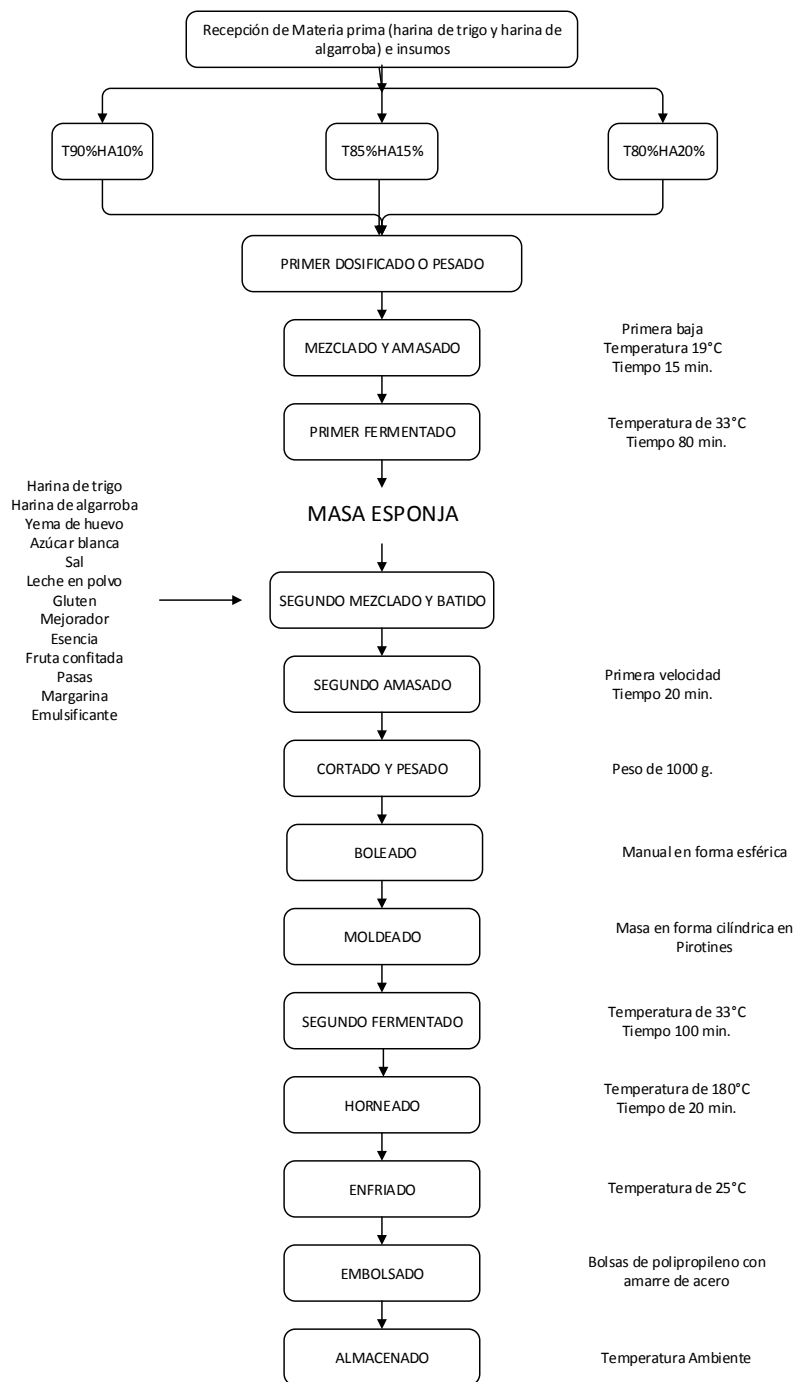 Recepción de Materia prima (harina de trigo y harina de
algarroba) e insumos
T90%HA10%
T85%HA15%
T80%HA20%
PRIMER DOSIFICADO O PESADO
MEZCLADO Y AMASADO
Primera baja
Temperatura 19°C
Tiempo 15 min.
PRIMER FERMENTADO
Temperatura de 33°C
Tiempo 80 min.
MASA ESPONJA
Harina de trigo
Harina de algarroba
Yema de huevo
Azúcar blanca
Sal
Leche en polvo
Gluten
Mejorador
Esencia
Fruta confitada
Pasas
Margarina
Emulsificante
SEGUNDO MEZCLADO Y BATIDO
SEGUNDO AMASADO
Primera velocidad
Tiempo 20 min.
CORTADO Y PESADO
Peso de 1000 g.
BOLEADO
Manual en forma esférica
MOLDEADO
Masa en forma cilíndrica en
Pirotines
SEGUNDO FERMENTADO
Temperatura de 33°C
Tiempo 100 min.
HORNEADO
Temperatura de 180°C
Tiempo de 20 min.
ENFRIADO
Temperatura de 25°C
EMBOLSADO
Bolsas de polipropileno con
amarre de acero
ALMACENADO
Temperatura Ambiente